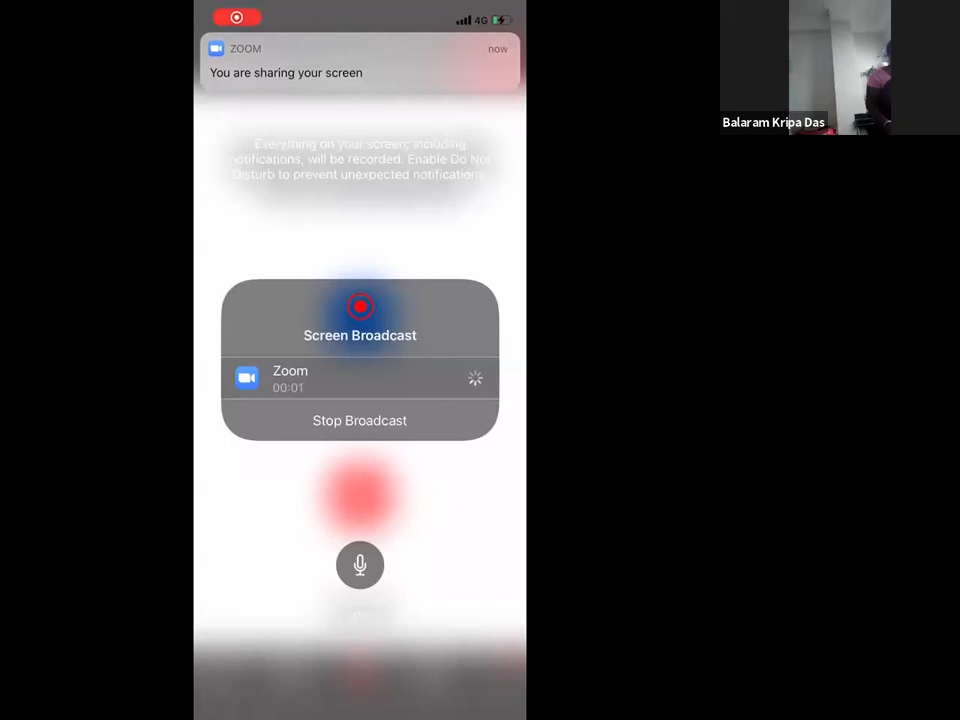 4G
ZOOM
now
You are sharing your screen
Everything on your screen, including
notifications, will be recorded. Enable Do Not
Disturb to prevent unexpected notifications.
Screen Broadcast
Zoom
00:01
Stop Broadcast
Balaram Kripa Das